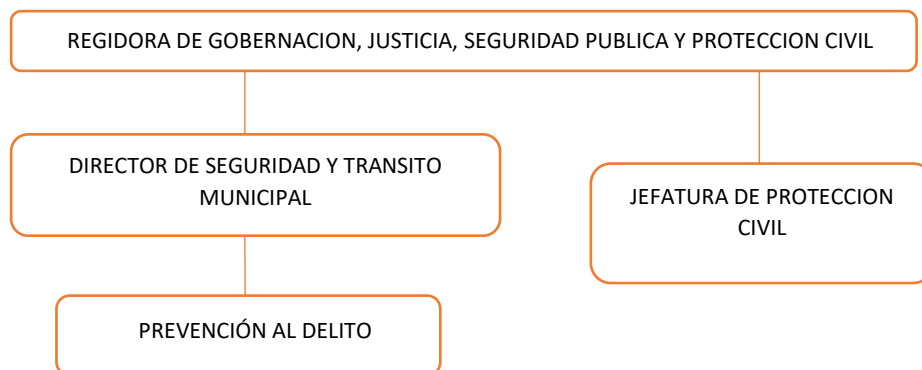 REGIDORA DE GOBERNACION, JUSTICIA, SEGURIDAD PUBLICA Y PROTECCION CIVIL
DIRECTOR DE SEGURIDAD Y TRANSITO
MUNICIPAL
JEFATURA DE PROTECCION
CIVIL
PREVENCIÓN AL DELITO